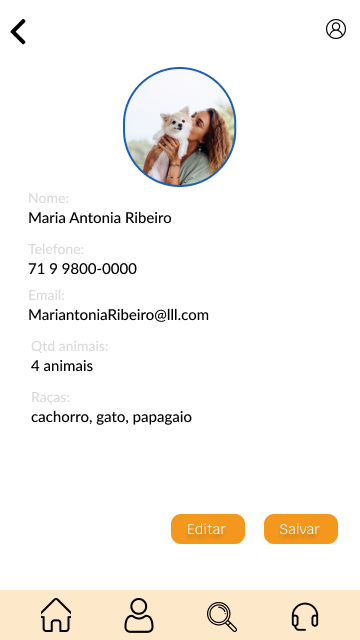 Nome:
Maria Antonia Ribeiro
Telefone:
71 9 9800-0000
Email:
MariantoniaRibeiro@lll.com
Qtd animais:
4 animais
Raças:
cachorro, gato, papagaio
Editar Salvar